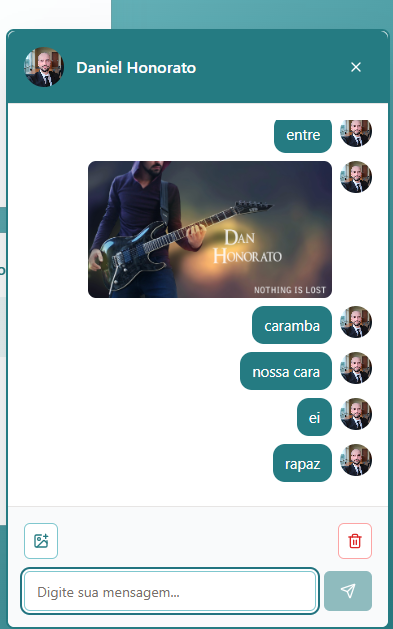 Daniel Honorato
entre
DAN
HONORATO
NOTHING IS LOST
caramba
nossa cara
ei
rapaz
Digite sua mensagem...